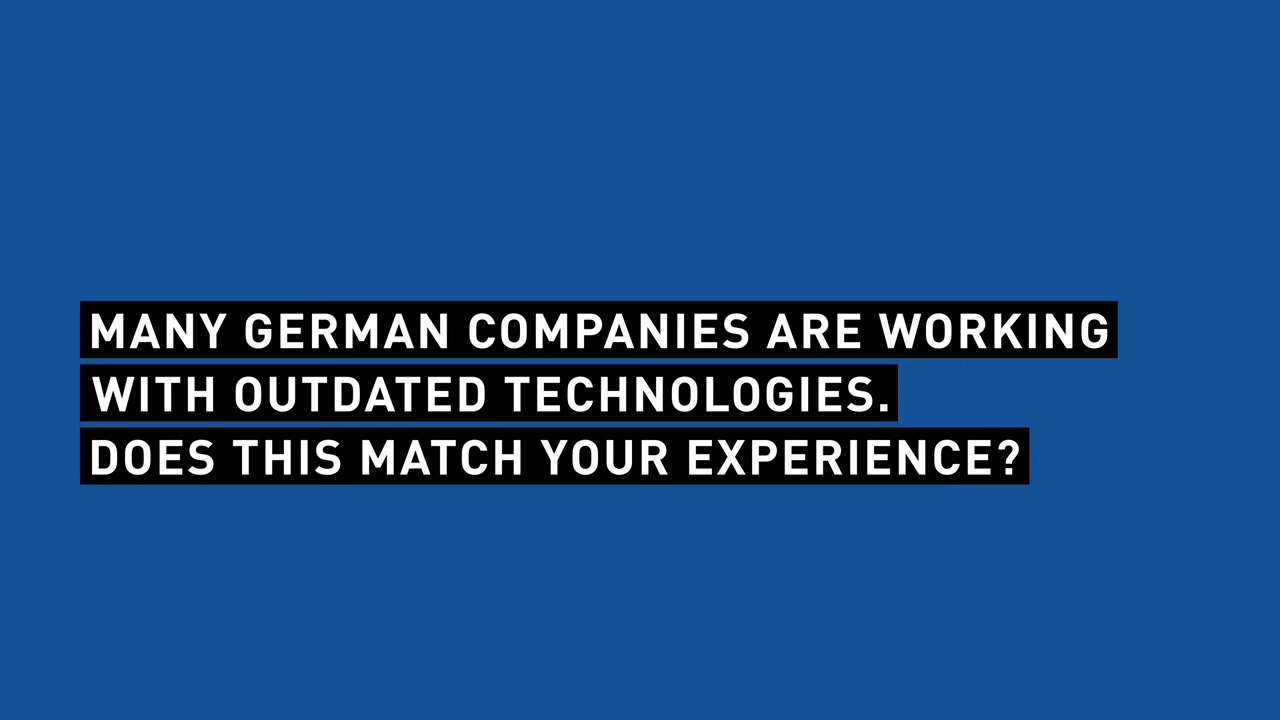 MANY GERMAN COMPANIES ARE WORKING
WITH OUTDATED TECHNOLOGIES.
DOES THIS MATCH YOUR EXPERIENCE?